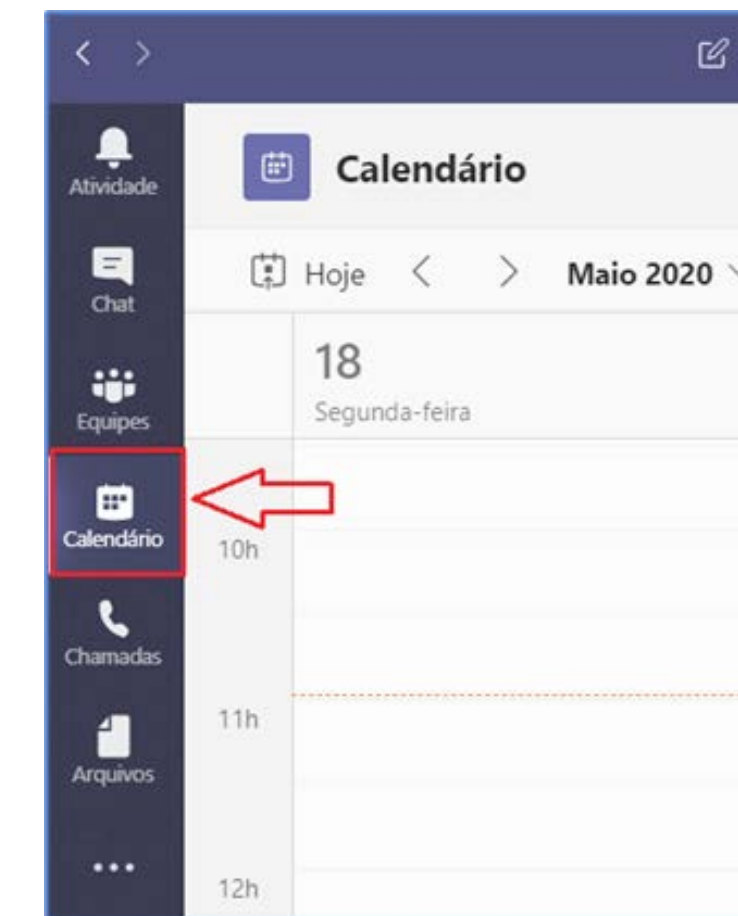 Atividade
Chat
Equipes
Calendário
Chamadas
Arquivos
Calendário
Hoje Maio 2020
18
Segunda-feira
10h
11h
12h